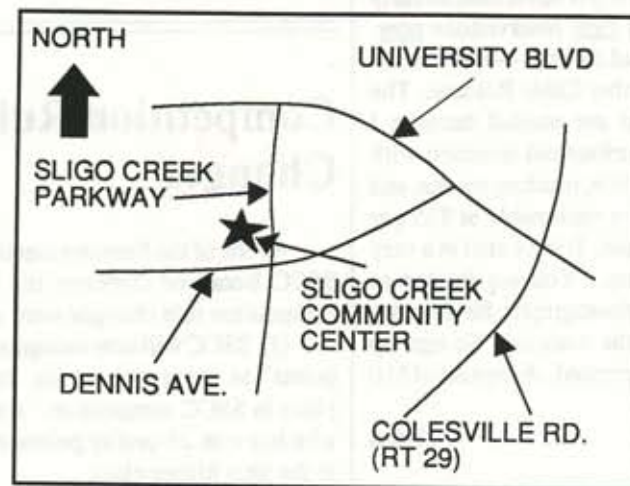 NORTH
UNIVERSITY BLVD
SLIGO CREEK
PARKWAY
SLIGO CREEK
COMMUNITY
CENTER
DENNIS AVE.
COLESVILLE RD.
(RT 29)